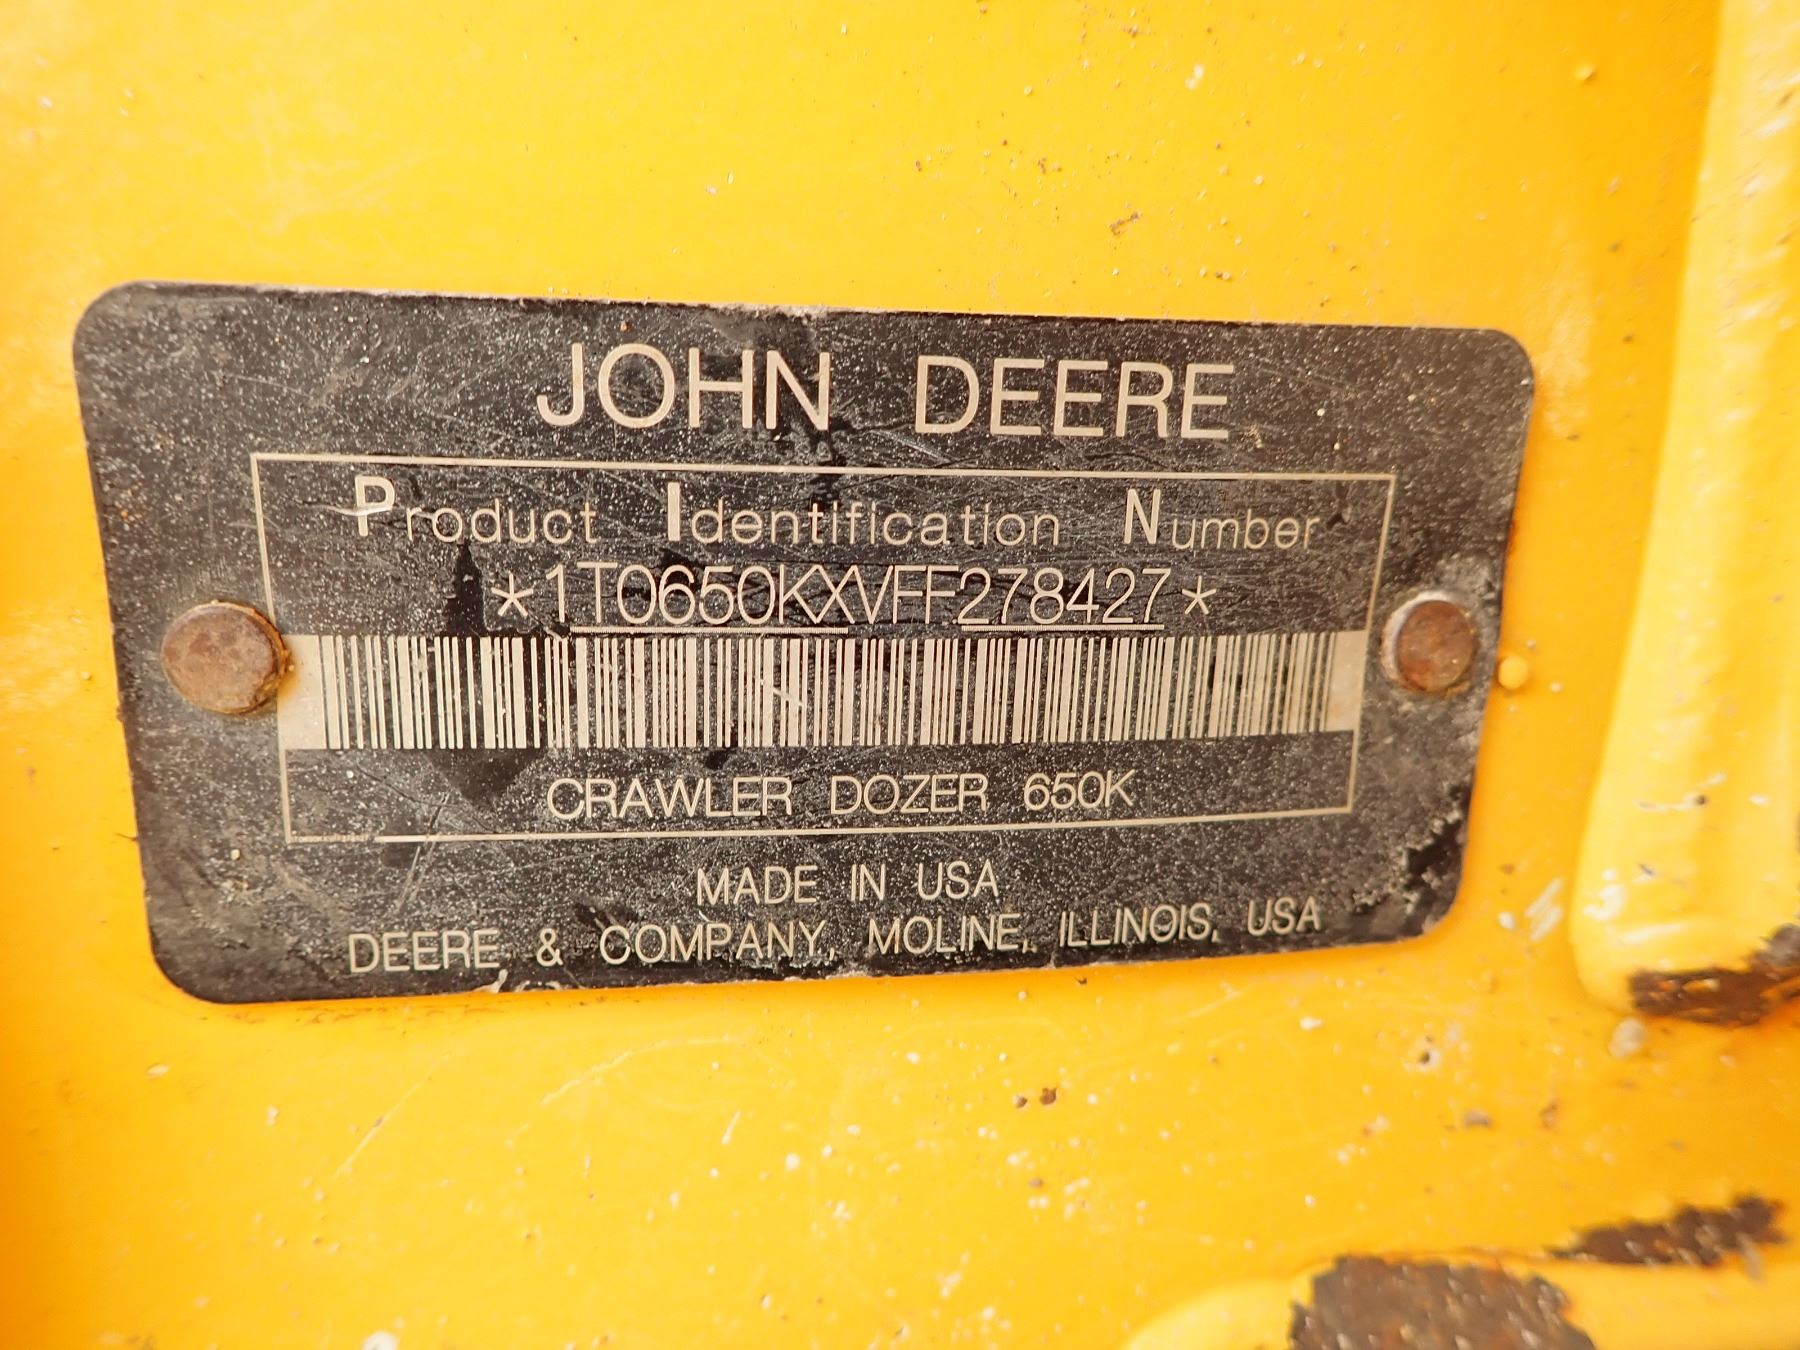 JOHN DEERE
Product Identification Number
*1T0650KXVFF278427*
CRAWLER DOZER 650K
MADE IN USA
DEERE & COMPANY, MOLINE, ILLINOIS, USA